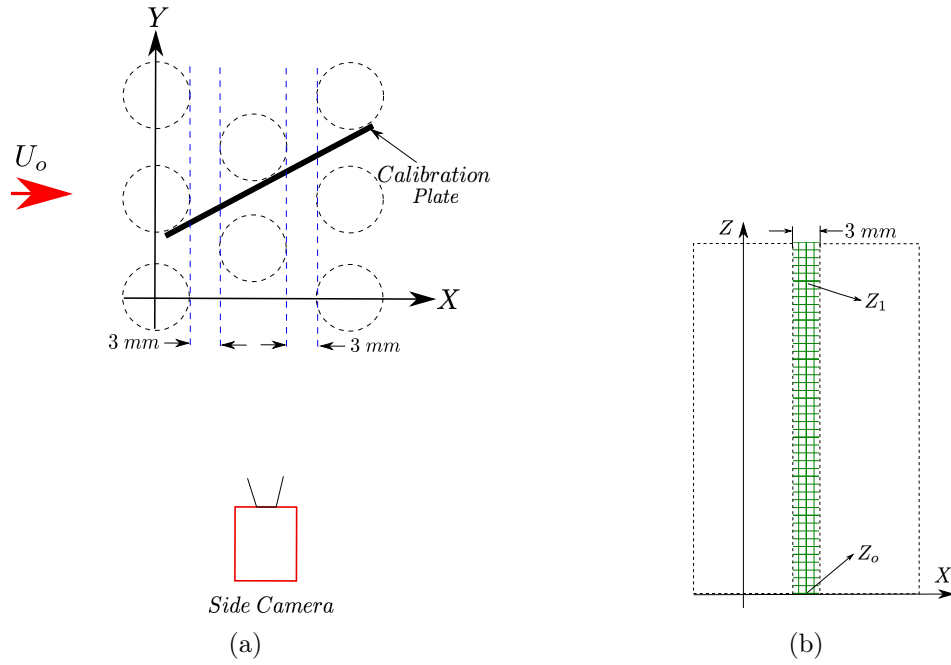 Y
U_o
Calibration
Plate
X
3 mm
3 mm
Side Camera
(a)
Z
3 mm
Z_1
Z_o
X
(b)